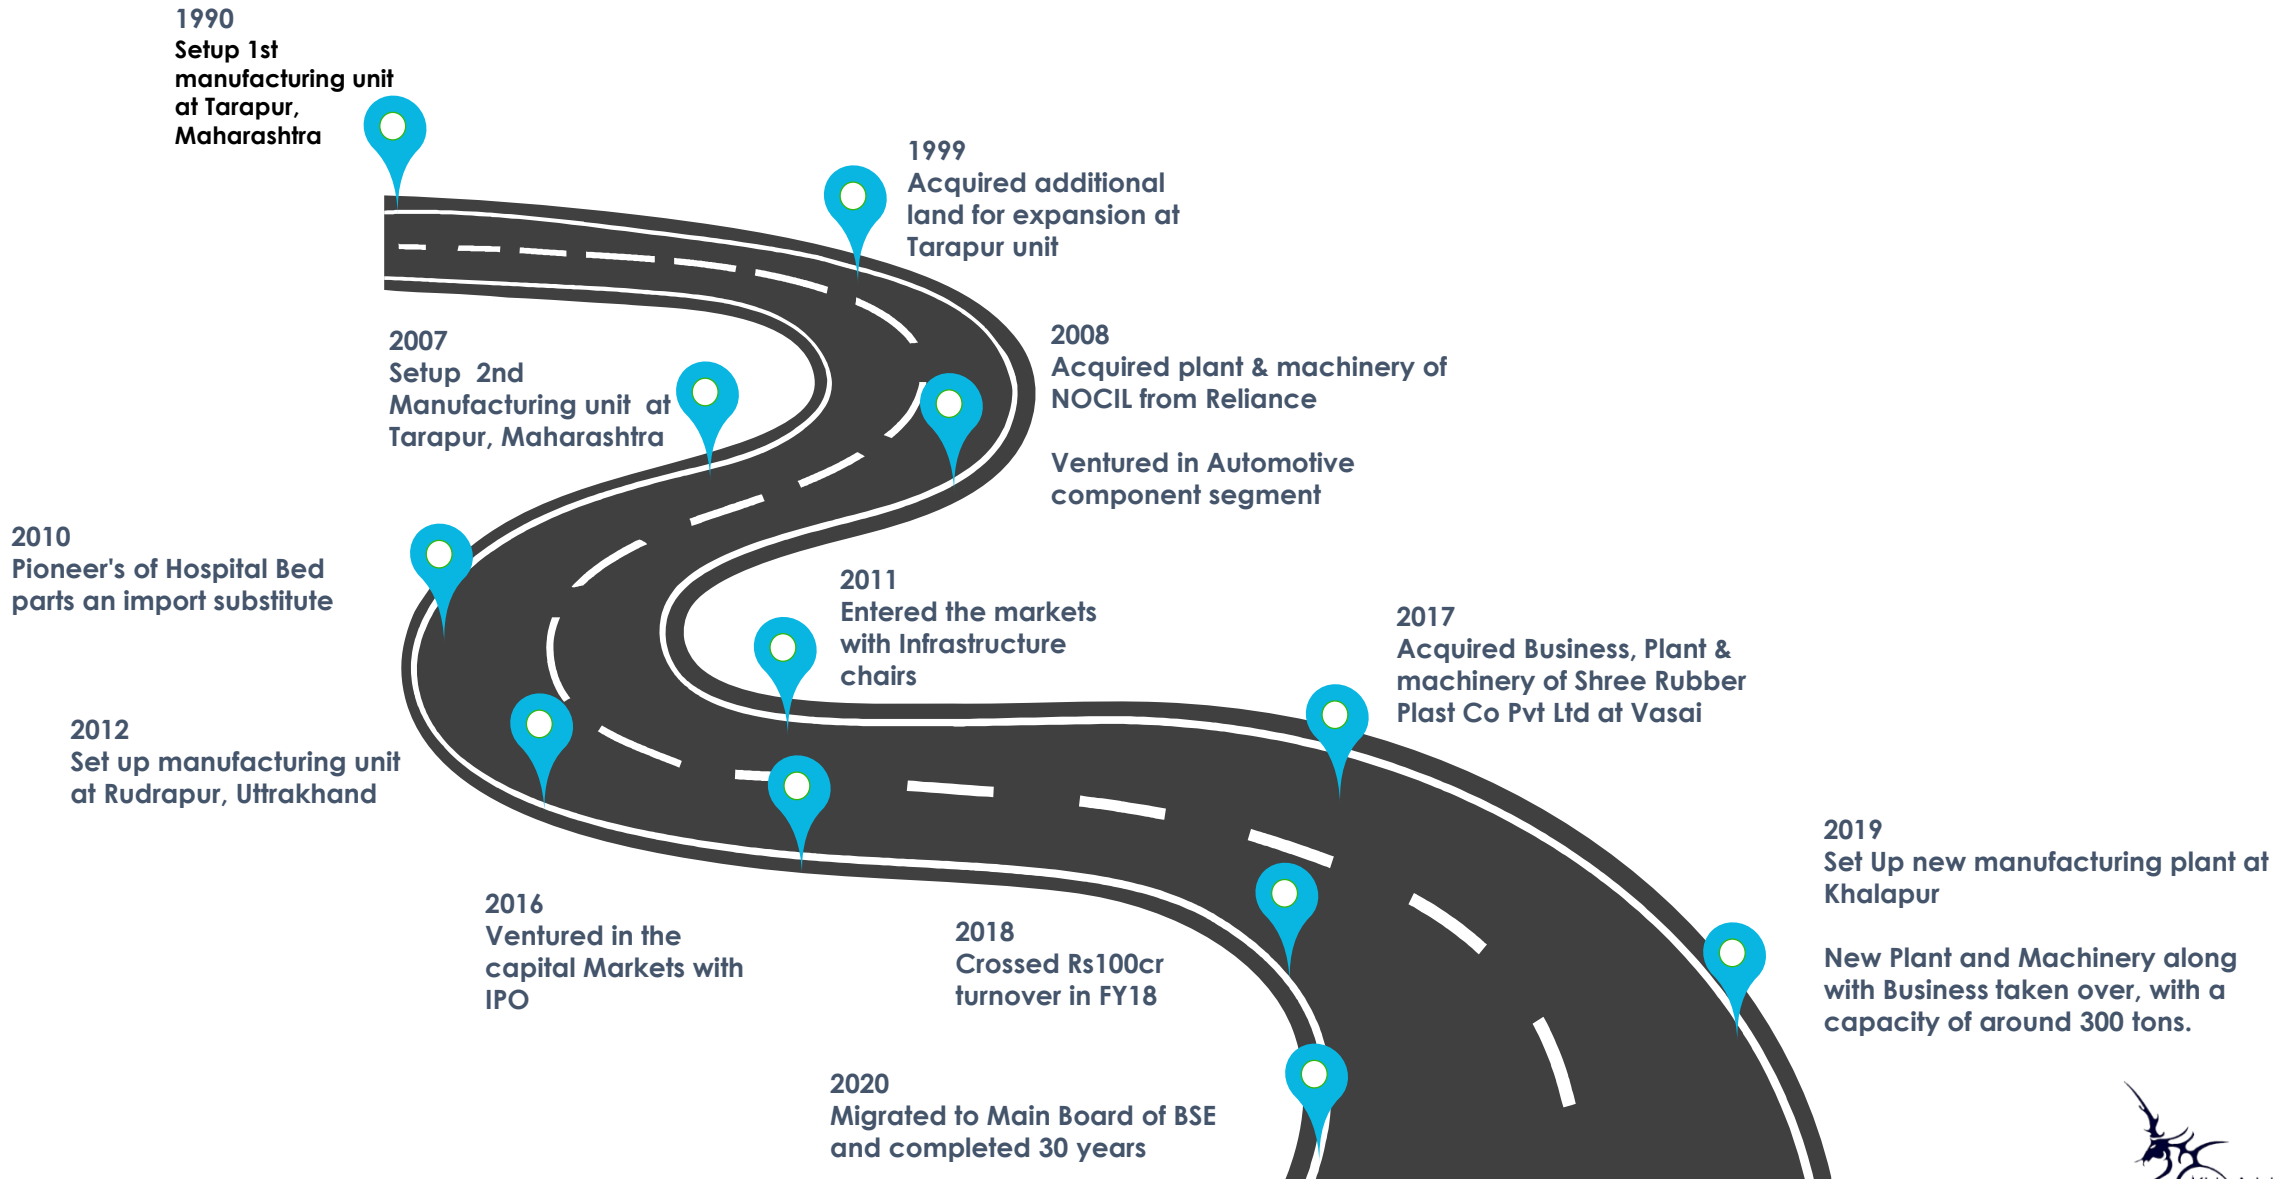 1990
Setup 1st
manufacturing unit
at Tarapur,
Maharashtra
1999
Acquired additional
land for expansion at
Tarapur unit
2007
Setup 2nd
Manufacturing unit at
Tarapur, Maharashtra
2008
Acquired plant & machinery of
NOCIL from Reliance
Ventured in Automotive
component segment
2010
Pioneer's of Hospital Bed
parts an import substitute
2011
Entered the markets
with Infrastructure
chairs
2012
Set up manufacturing unit
at Rudrapur, Uttrakhand
2016
Ventured in the
capital Markets with
IPO
2017
Acquired Business, Plant &
machinery of Shree Rubber
Plast Co Pvt Ltd at Vasai
2018
Crossed Rs100cr
turnover in FY18
2019
Set Up new manufacturing plant at
Khalapur
New Plant and Machinery along
with Business taken over, with a
capacity of around 300 tons.
2020
Migrated to Main Board of BSE
and completed 30 years